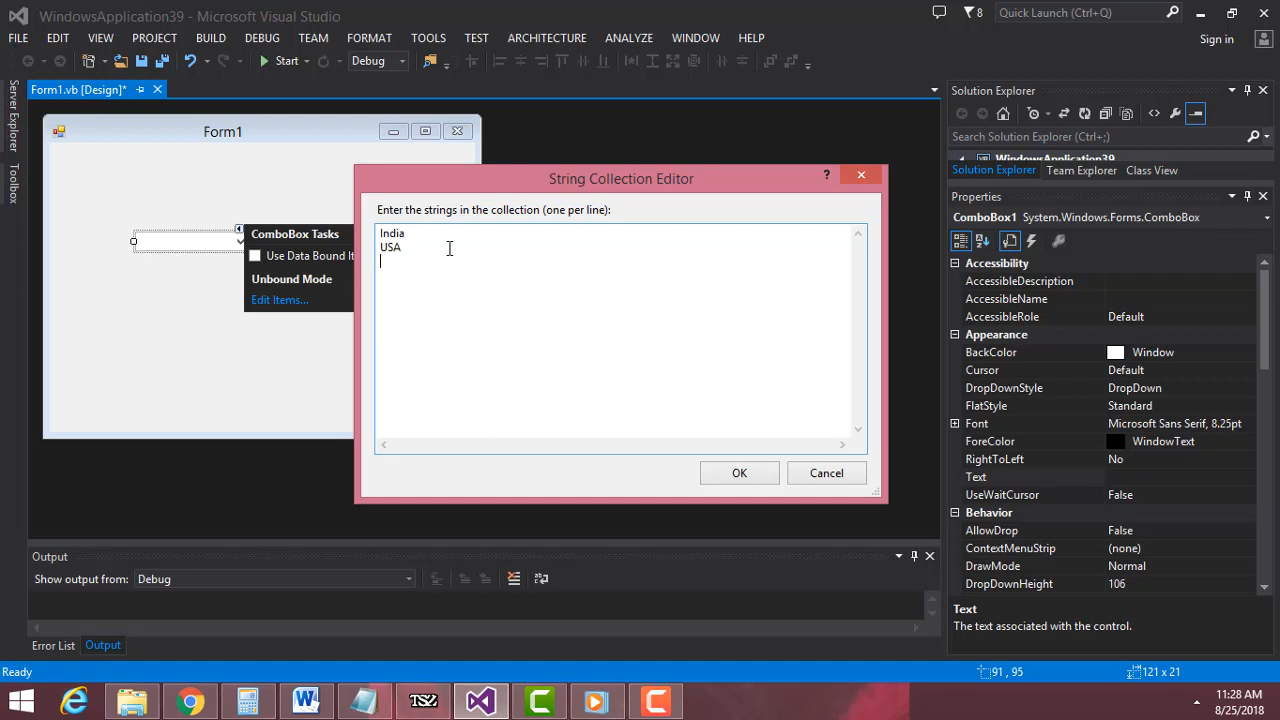 WindowsApplication39 - Microsoft Visual Studio
8
Quick Launch (Ctrl+Q)
FILE EDIT VIEW PROJECT BUILD DEBUG TEAM FORMAT TOOLS TEST ARCHITECTURE ANALYZE WINDOW HELP
Sign in
Start
Debug
Server Explorer
Toolbox
Form1.vb [Design]*
Form1
ComboBox Tasks
Use Data Bound It
Unbound Mode
Edit Items...
String Collection Editor
?
Enter the strings in the collection (one per line):
India
USA
OK
Cancel
Solution Explorer
Search Solution Explorer (Ctrl+;)
WindowsApplication39
Solution Explorer Team Explorer Class View
Properties
ComboBox1 System.Windows.Forms.ComboBox
Accessibility
AccessibleDescription
AccessibleName
AccessibleRole Default
Appearance
BackColor Window
Cursor Default
DropDownStyle DropDown
FlatStyle Standard
Font Microsoft Sans Serif, 8.25pt
ForeColor WindowText
RightToLeft No
Text
UseWaitCursor False
Behavior
AllowDrop False
ContextMenuStrip (none)
DrawMode Normal
DropDownHeight 106
Text
The text associated with the control.
Output
Show output from: Debug
Error List Output
Ready
91 , 95
121 x 21
TSZ
11:28 AM
8/25/2018